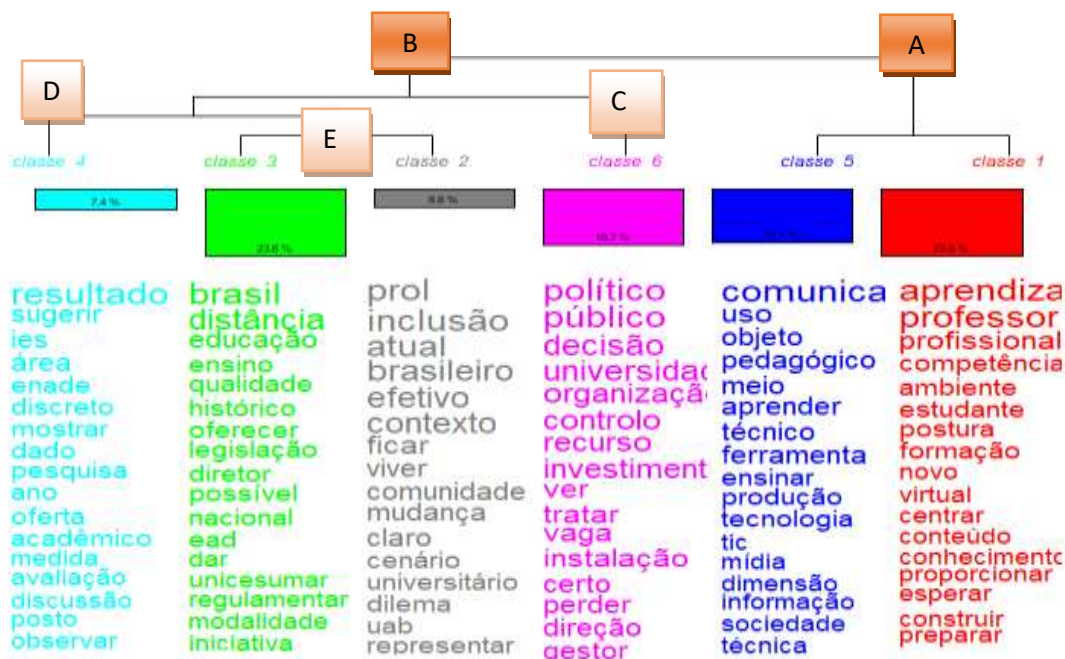 B
A
D
C
E
classe 4
classe 3
classe 2
classe 6
classe 5
classe 1
7.4 %
23.6 %
8.8 %
resultado
sugerir
ies
área
enade
discreto
mostrar
dado
pesquisa
ano
oferta
acadêmico
medida
avaliação
discussão
posto
observar
brasil
distância
educação
ensino
qualidade
histórico
oferecer
legislação
diretor
possível
nacional
ead
dar
unicesumar
regulamentar
modalidade
iniciativa
prol
inclusão
atual
brasileiro
efetivo
contexto
ficar
viver
comunidade
mudança
claro
cenário
universitário
dilema
uab
representar
político
público
decisão
universidad
organizaçã
controlo
recurso
investiment
ver
tratar
vaga
instalação
certo
perder
direção
gestor
comunica
uso
objeto
pedagógico
meio
aprender
técnico
ferramenta
ensinar
produção
tecnologia
tic
mídia
dimensão
informação
sociedade
técnica
aprendiza
professor
profissional
competência
ambiente
estudante
postura
formação
novo
virtual
centrar
conteúdo
conhecimento
proporcionar
esperar
construir
preparar